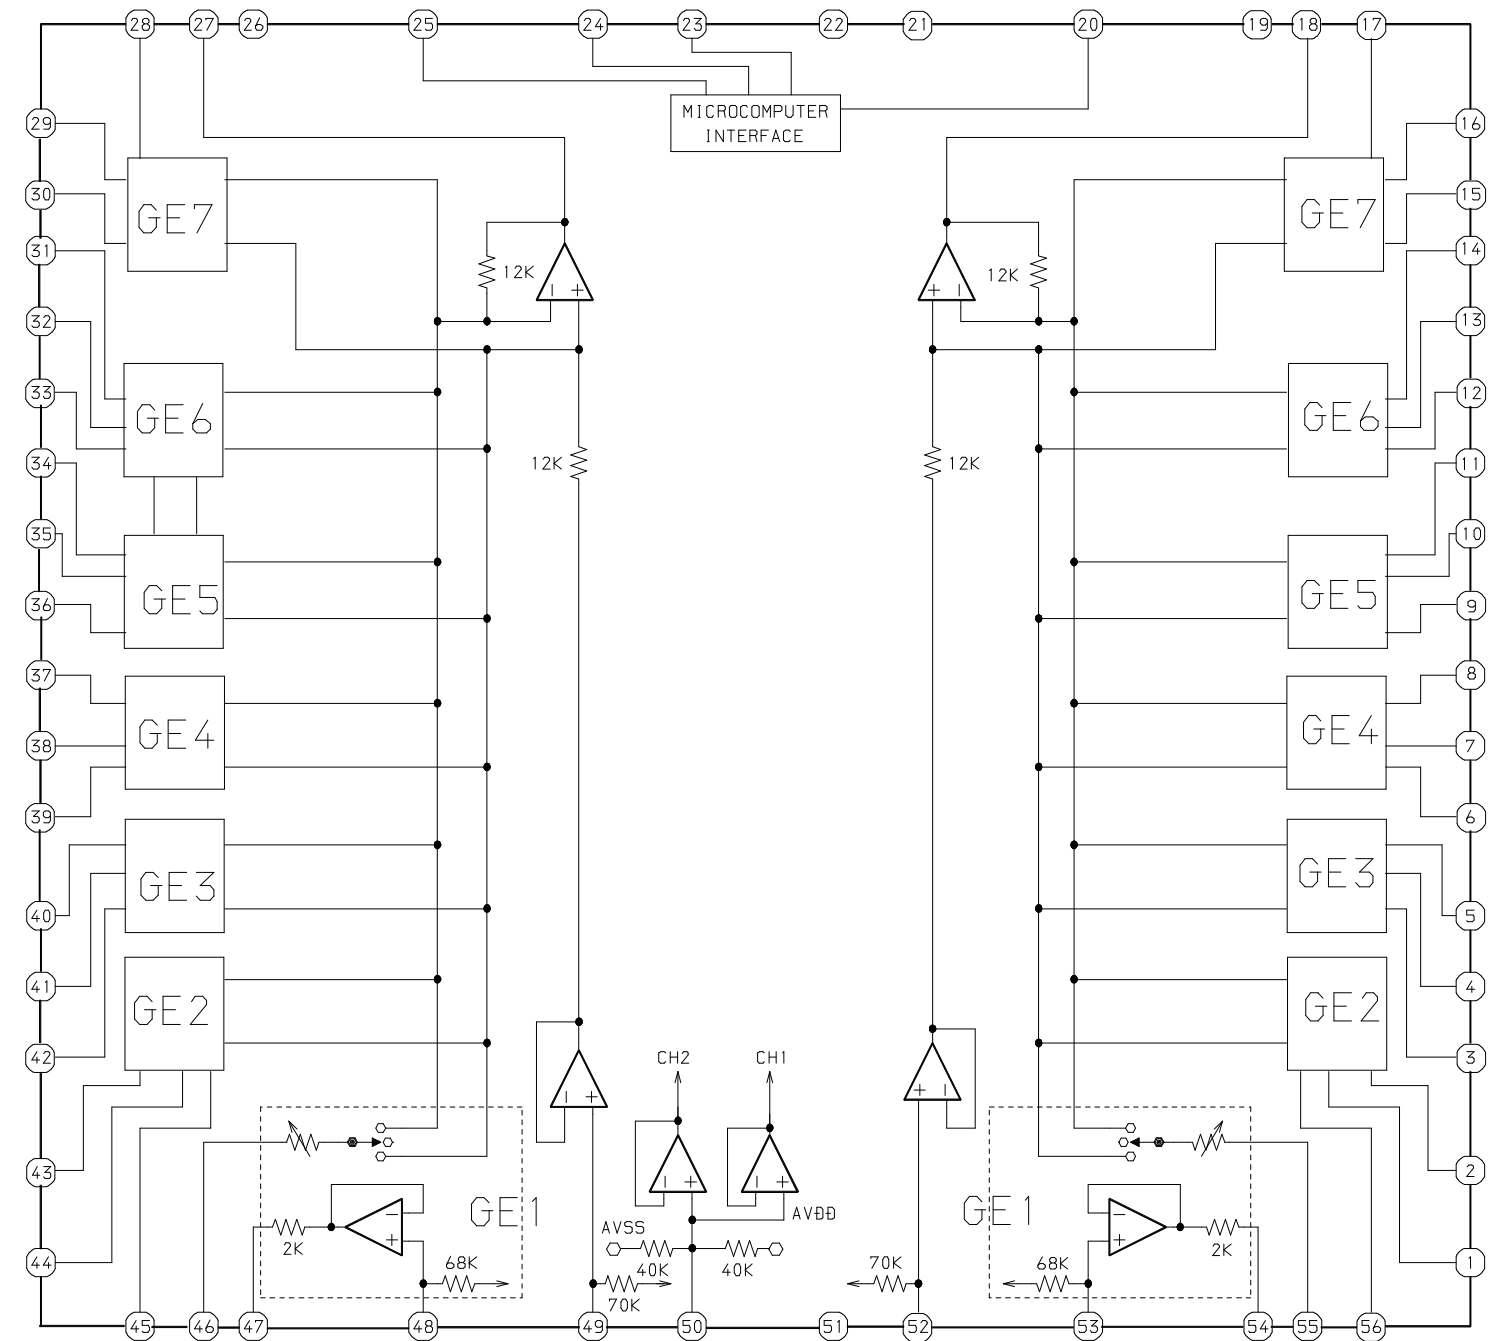 28 27 26 25 24 23 22 21 20 19 18 17
MICROCOMPUTER
INTERFACE
29 16
30 15
GE7 GE7
31 14
12K 12K
32 13
33 12
GE6 GE6
34 12K 12K 11
35 10
GE5 GE5
36 9
37 8
GE4 GE4
38 7
39 6
GE3 GE3
40 5
41 4
GE2 GE2
42 3
CH2 CH1
43 2
GE1 AVSS AVDD GE1
2K 2K
44 68K 40K 40K 70K 68K 1
70K
45 46 47 48 49 50 51 52 53 54 55 56